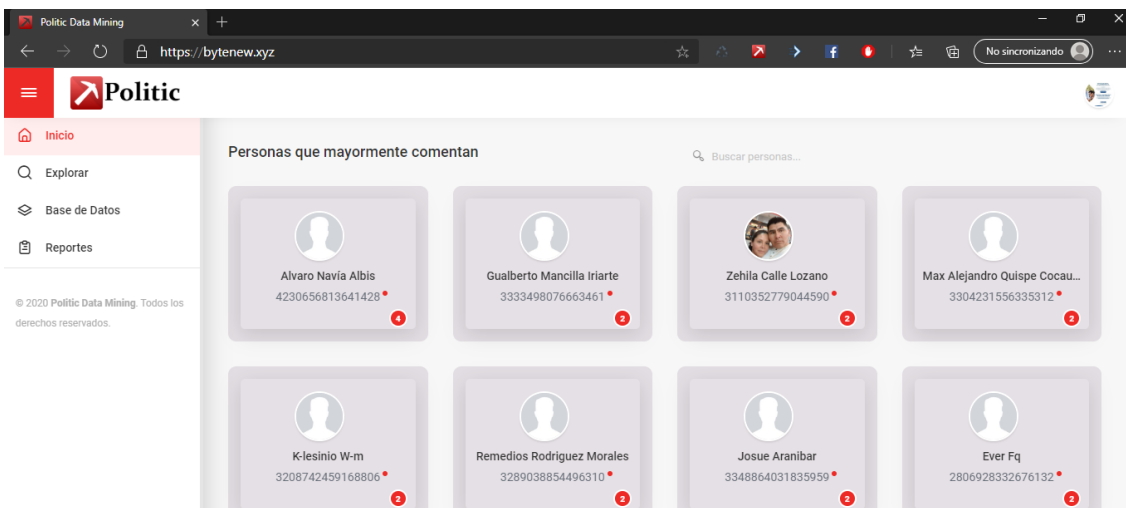 Politic Data Mining
https://bytenew.xyz
No sincronizando
Politic
Inicio
Explorar
Base de Datos
Reportes
© 2020 Politic Data Mining. Todos los
derechos reservados.
Personas que mayormente comentan
Buscar personas...
Alvaro Navía Albis
4230656813641428
4
Gualberto Mancilla Iriarte
3333498076663461
2
Zehila Calle Lozano
3110352779044590
2
Max Alejandro Quispe Cocau...
3304231556335312
2
K-lesinio W-m
3208742459168806
2
Remedios Rodriguez Morales
3289038854496310
2
Josue Aranibar
3348864031835959
2
Ever Fq
2806928332676132
2